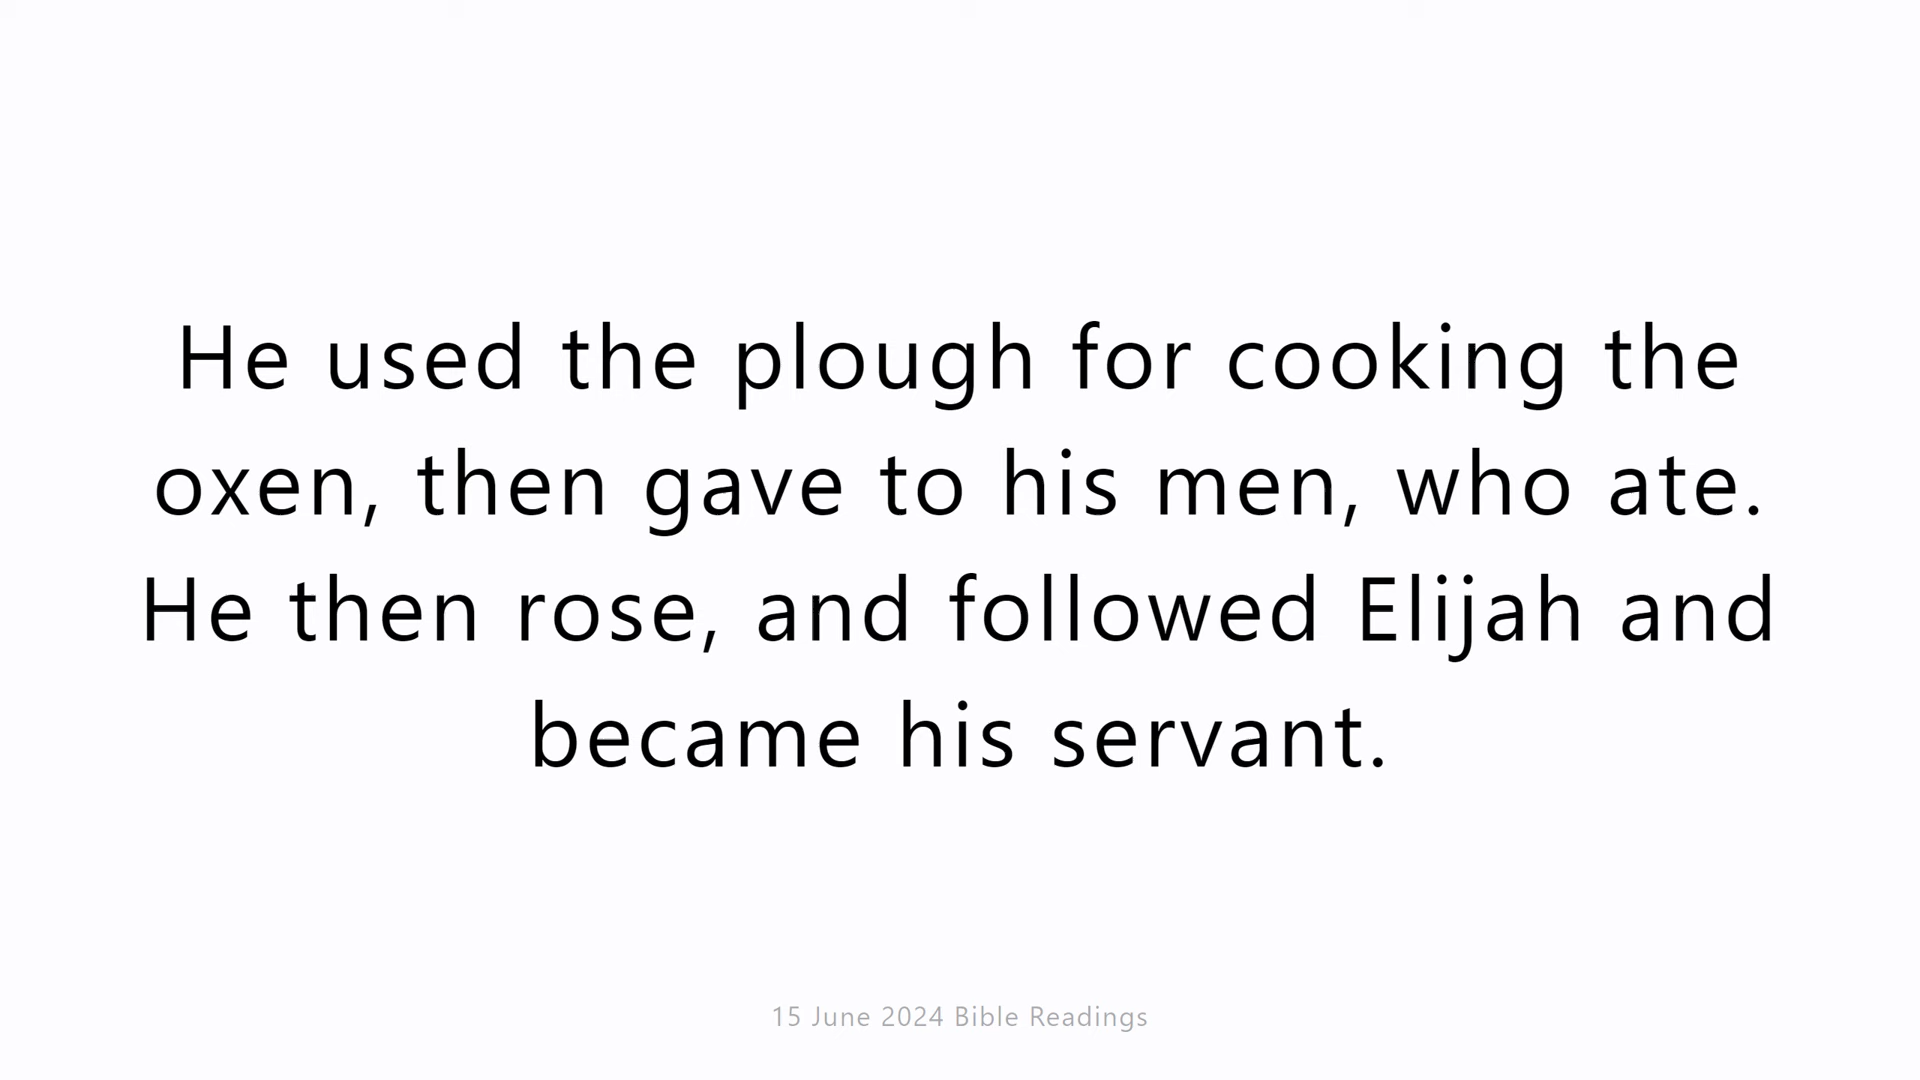 He used the plough for cooking the
oxen, then gave to his men, who ate.
He then rose, and followed Elijah and
became his servant.
15 June 2024 Bible Readings